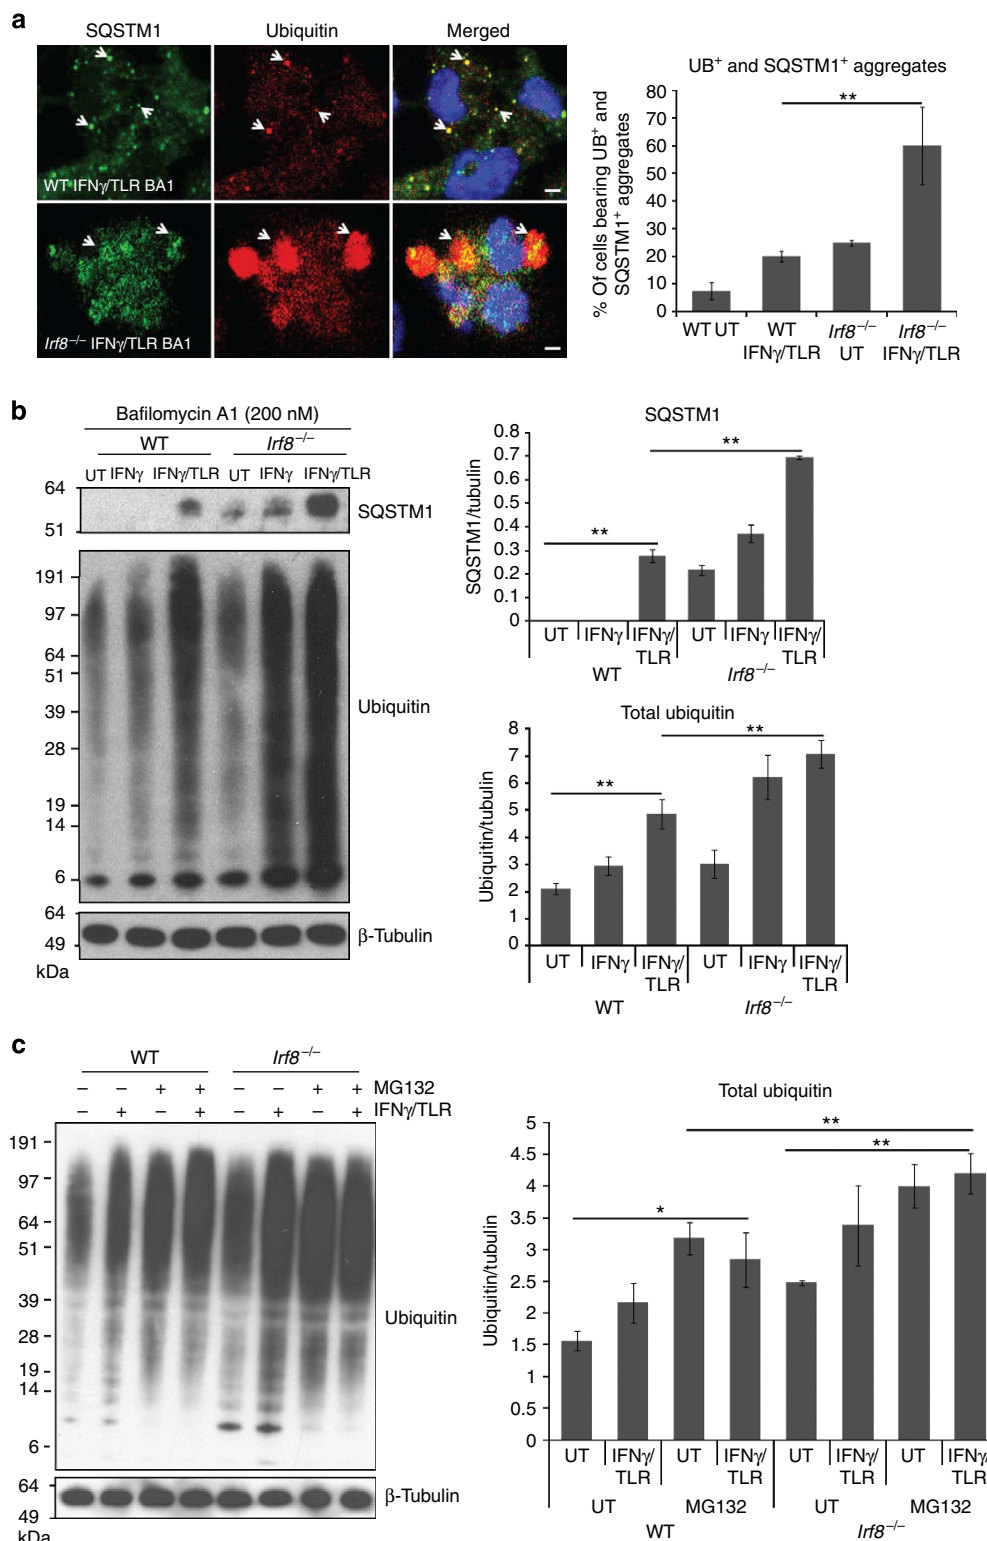 a
SQSTM1 Ubiquitin Merged
WT IFNγ/TLR BA1
Irf8–/– IFNγ/TLR BA1
UB+ and SQSTM1+ aggregates
% Of cells bearing UB+ and
SQSTM1+ aggregates
80
70
60
50
40
30
20
10
0
**
WT UT
WT
IFNγ/TLR
Irf8–/–
UT
Irf8–/–
IFNγ/TLR
b
Bafilomycin A1 (200 nM)
WT Irf8–/–
UT IFNγ IFNγ/TLR UT IFNγ IFNγ/TLR
64
51
SQSTM1
191
97
64
51
39
28
19
14
6
Ubiquitin
64
49
kDa
β-Tubulin
SQSTM1
SQSTM1/tubulin
0.8
0.7
0.6
0.5
0.4
0.3
0.2
0.1
0
**
**
UT IFNγ IFNγ/ UT IFNγ IFNγ/
TLR TLR
WT Irf8–/–
Total ubiquitin
Ubiquitin/tubulin
8
7
6
5
4
3
2
1
0
**
**
UT IFNγ IFNγ/ UT IFNγ IFNγ/
TLR TLR
WT Irf8–/–
c
WT Irf8–/–
– – + + – – + + MG132
– + – + – + – + IFNγ/TLR
191
97
64
51
39
28
19
14
6
Ubiquitin
64
49
kDa
β-Tubulin
Total ubiquitin
Ubiquitin/tubulin
5
4.5
4
3.5
3
2.5
2
1.5
1
0.5
0
*
**
**
UT IFNγ/ UT IFNγ/ UT IFNγ/ UT IFNγ/
TLR TLR TLR TLR
UT MG132 UT MG132
WT Irf8–/–